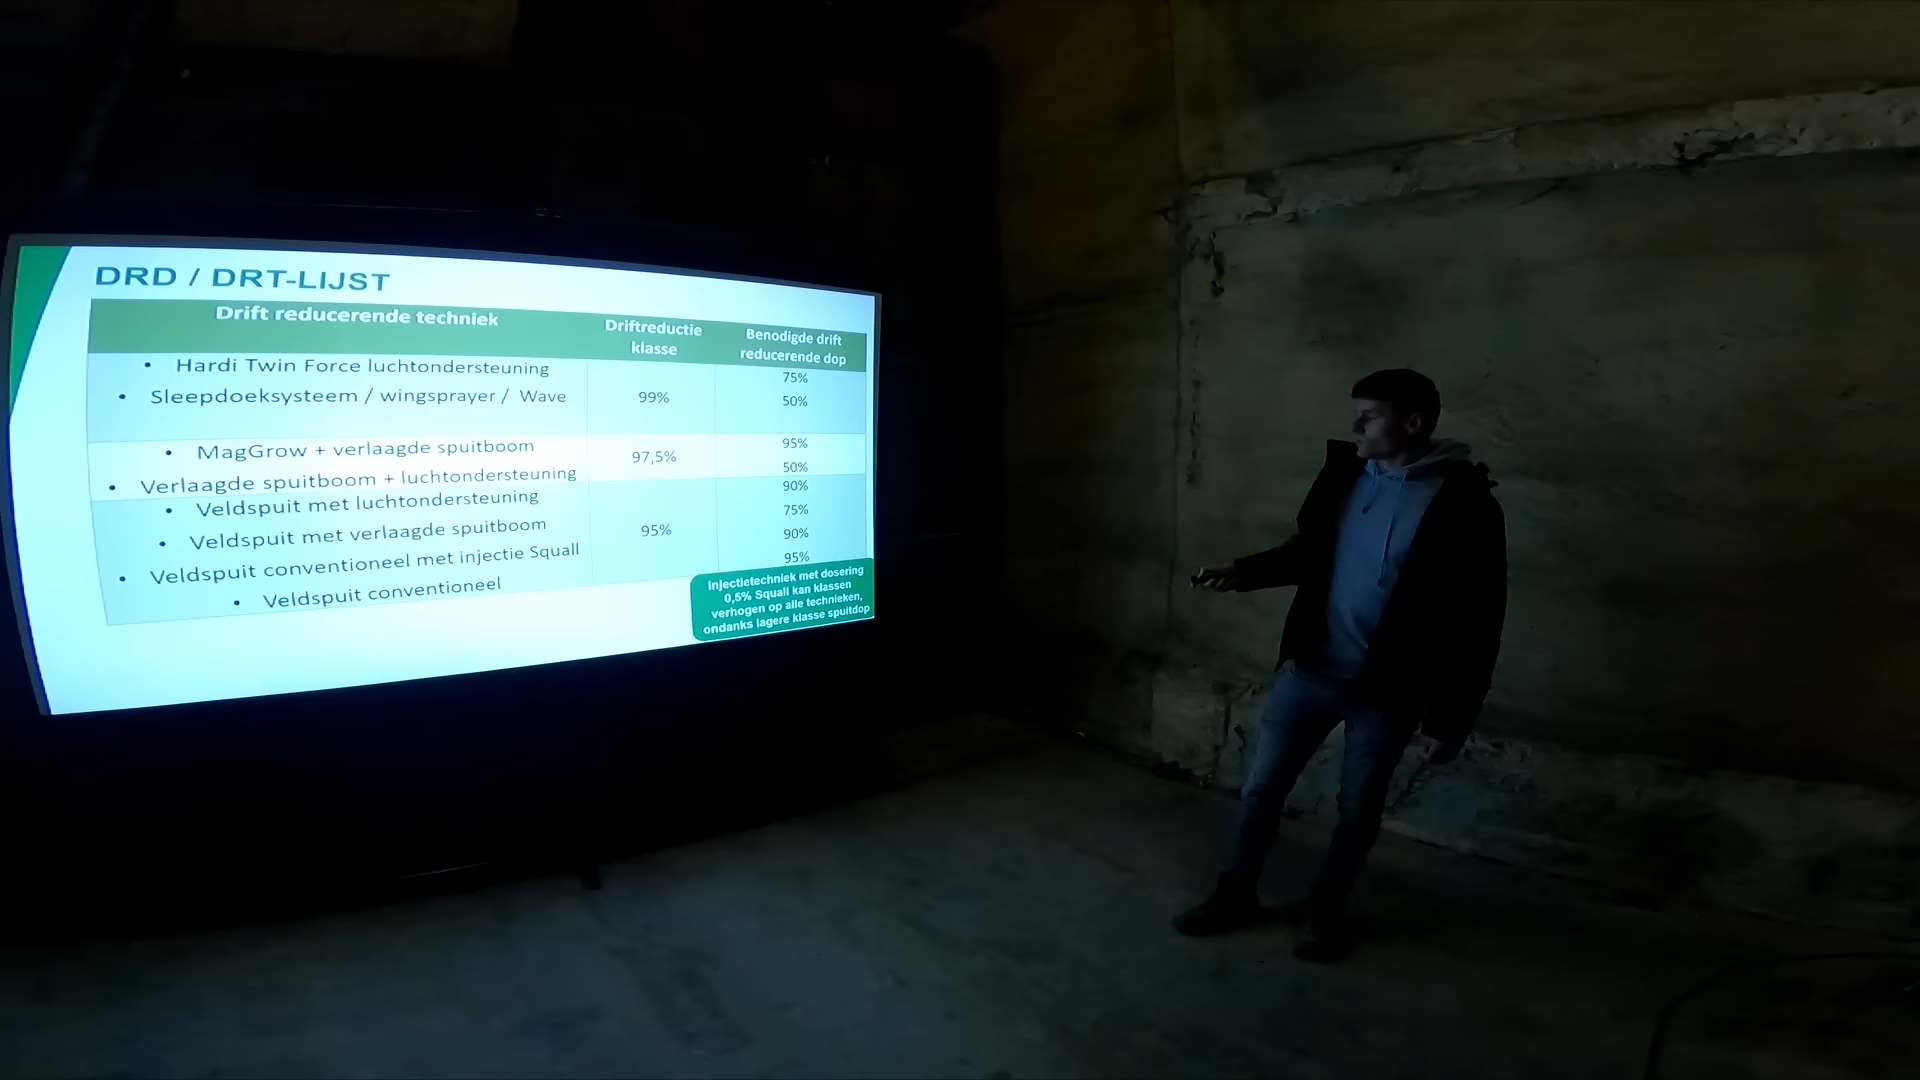 DRD / DRT-LIJST
Drift reducerende techniek
Driftreductie
klasse
Benodigde drift
reducerende dop
• Hardi Twin Force luchtondersteuning
• Sleepdoeksysteem / wingsprayer / Wave
99%
75%
50%
• MagGrow + verlaagde spuitboom
• Verlaagde spuitboom + luchtondersteuning
97,5%
95%
50%
• Veldspuit met luchtondersteuning
• Veldspuit met verlaagde spuitboom
• Veldspuit conventioneel met injectie Squall
• Veldspuit conventioneel
95%
90%
75%
90%
95%
Injectietechniek met dosering
0,5% Squall kan klassen
verhogen op alle technieken,
ondanks lagere klasse spuitdop